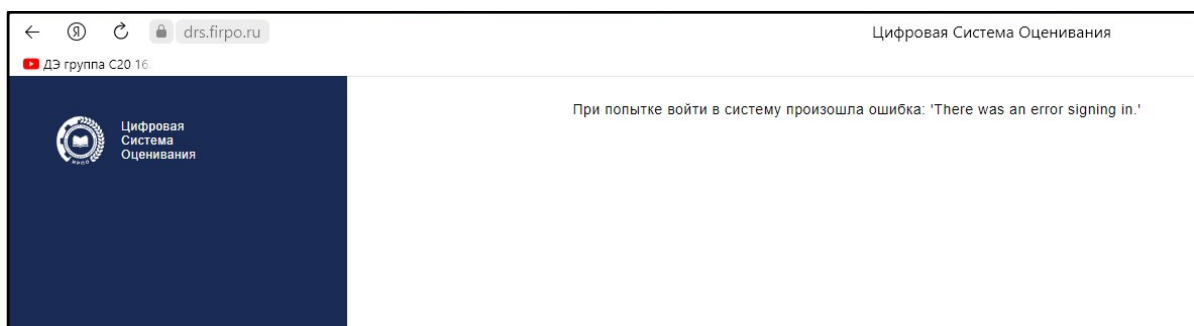 drs.firpo.ru
Цифровая Система Оценивания
ДЭ группа С20 16
Цифровая
Система
Оценивания
При попытке войти в систему произошла ошибка: 'There was an error signing in.'